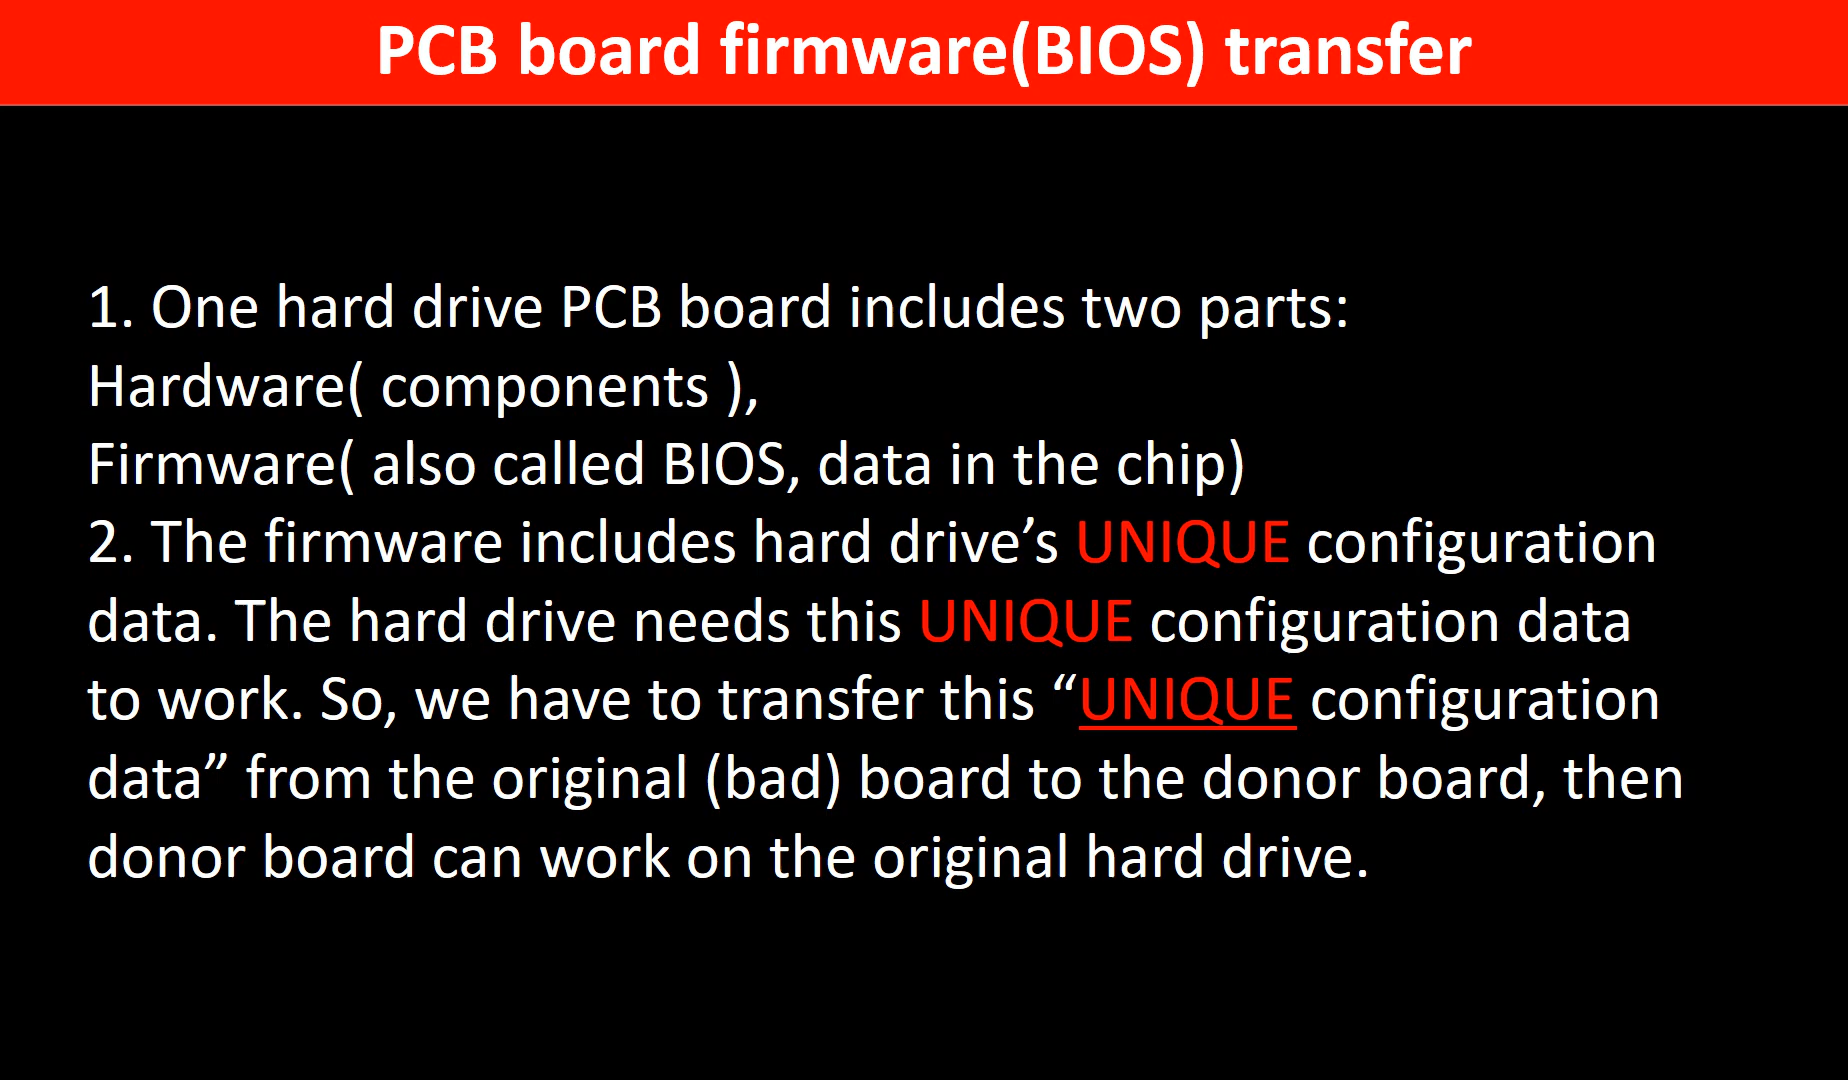 PCB board firmware(BIOS) transfer
1. One hard drive PCB board includes two parts:
Hardware( components ),
Firmware( also called BIOS, data in the chip)
2. The firmware includes hard drive’s UNIQUE configuration
data. The hard drive needs this UNIQUE configuration data
to work. So, we have to transfer this “UNIQUE configuration
data” from the original (bad) board to the donor board, then
donor board can work on the original hard drive.